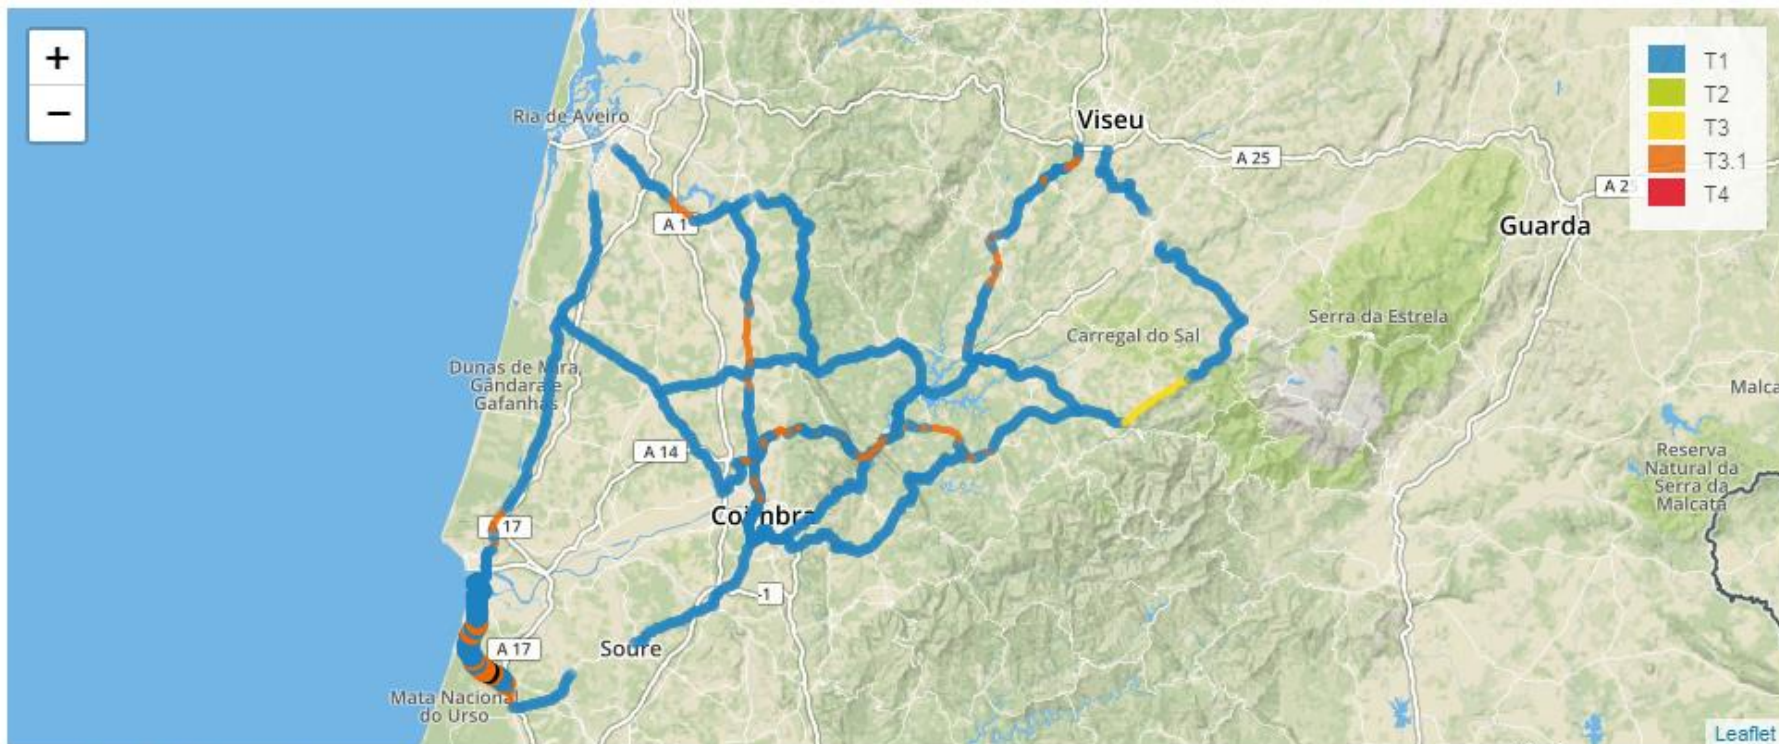 +
−
Ria de Aveiro
Viseu
A 25
T1
T2
T3
T3.1
T4
A 25
A 1
Guarda
Serra da Estrela
Carregal do Sal
Dunas de Mira,
Gândara e
Gafanhas
A 14
Reserva
Natural da
Serra da
Malcata
A 17
Coimbra
-1
A 17
Soure
Mata Nacional
do Urso
Leaflet